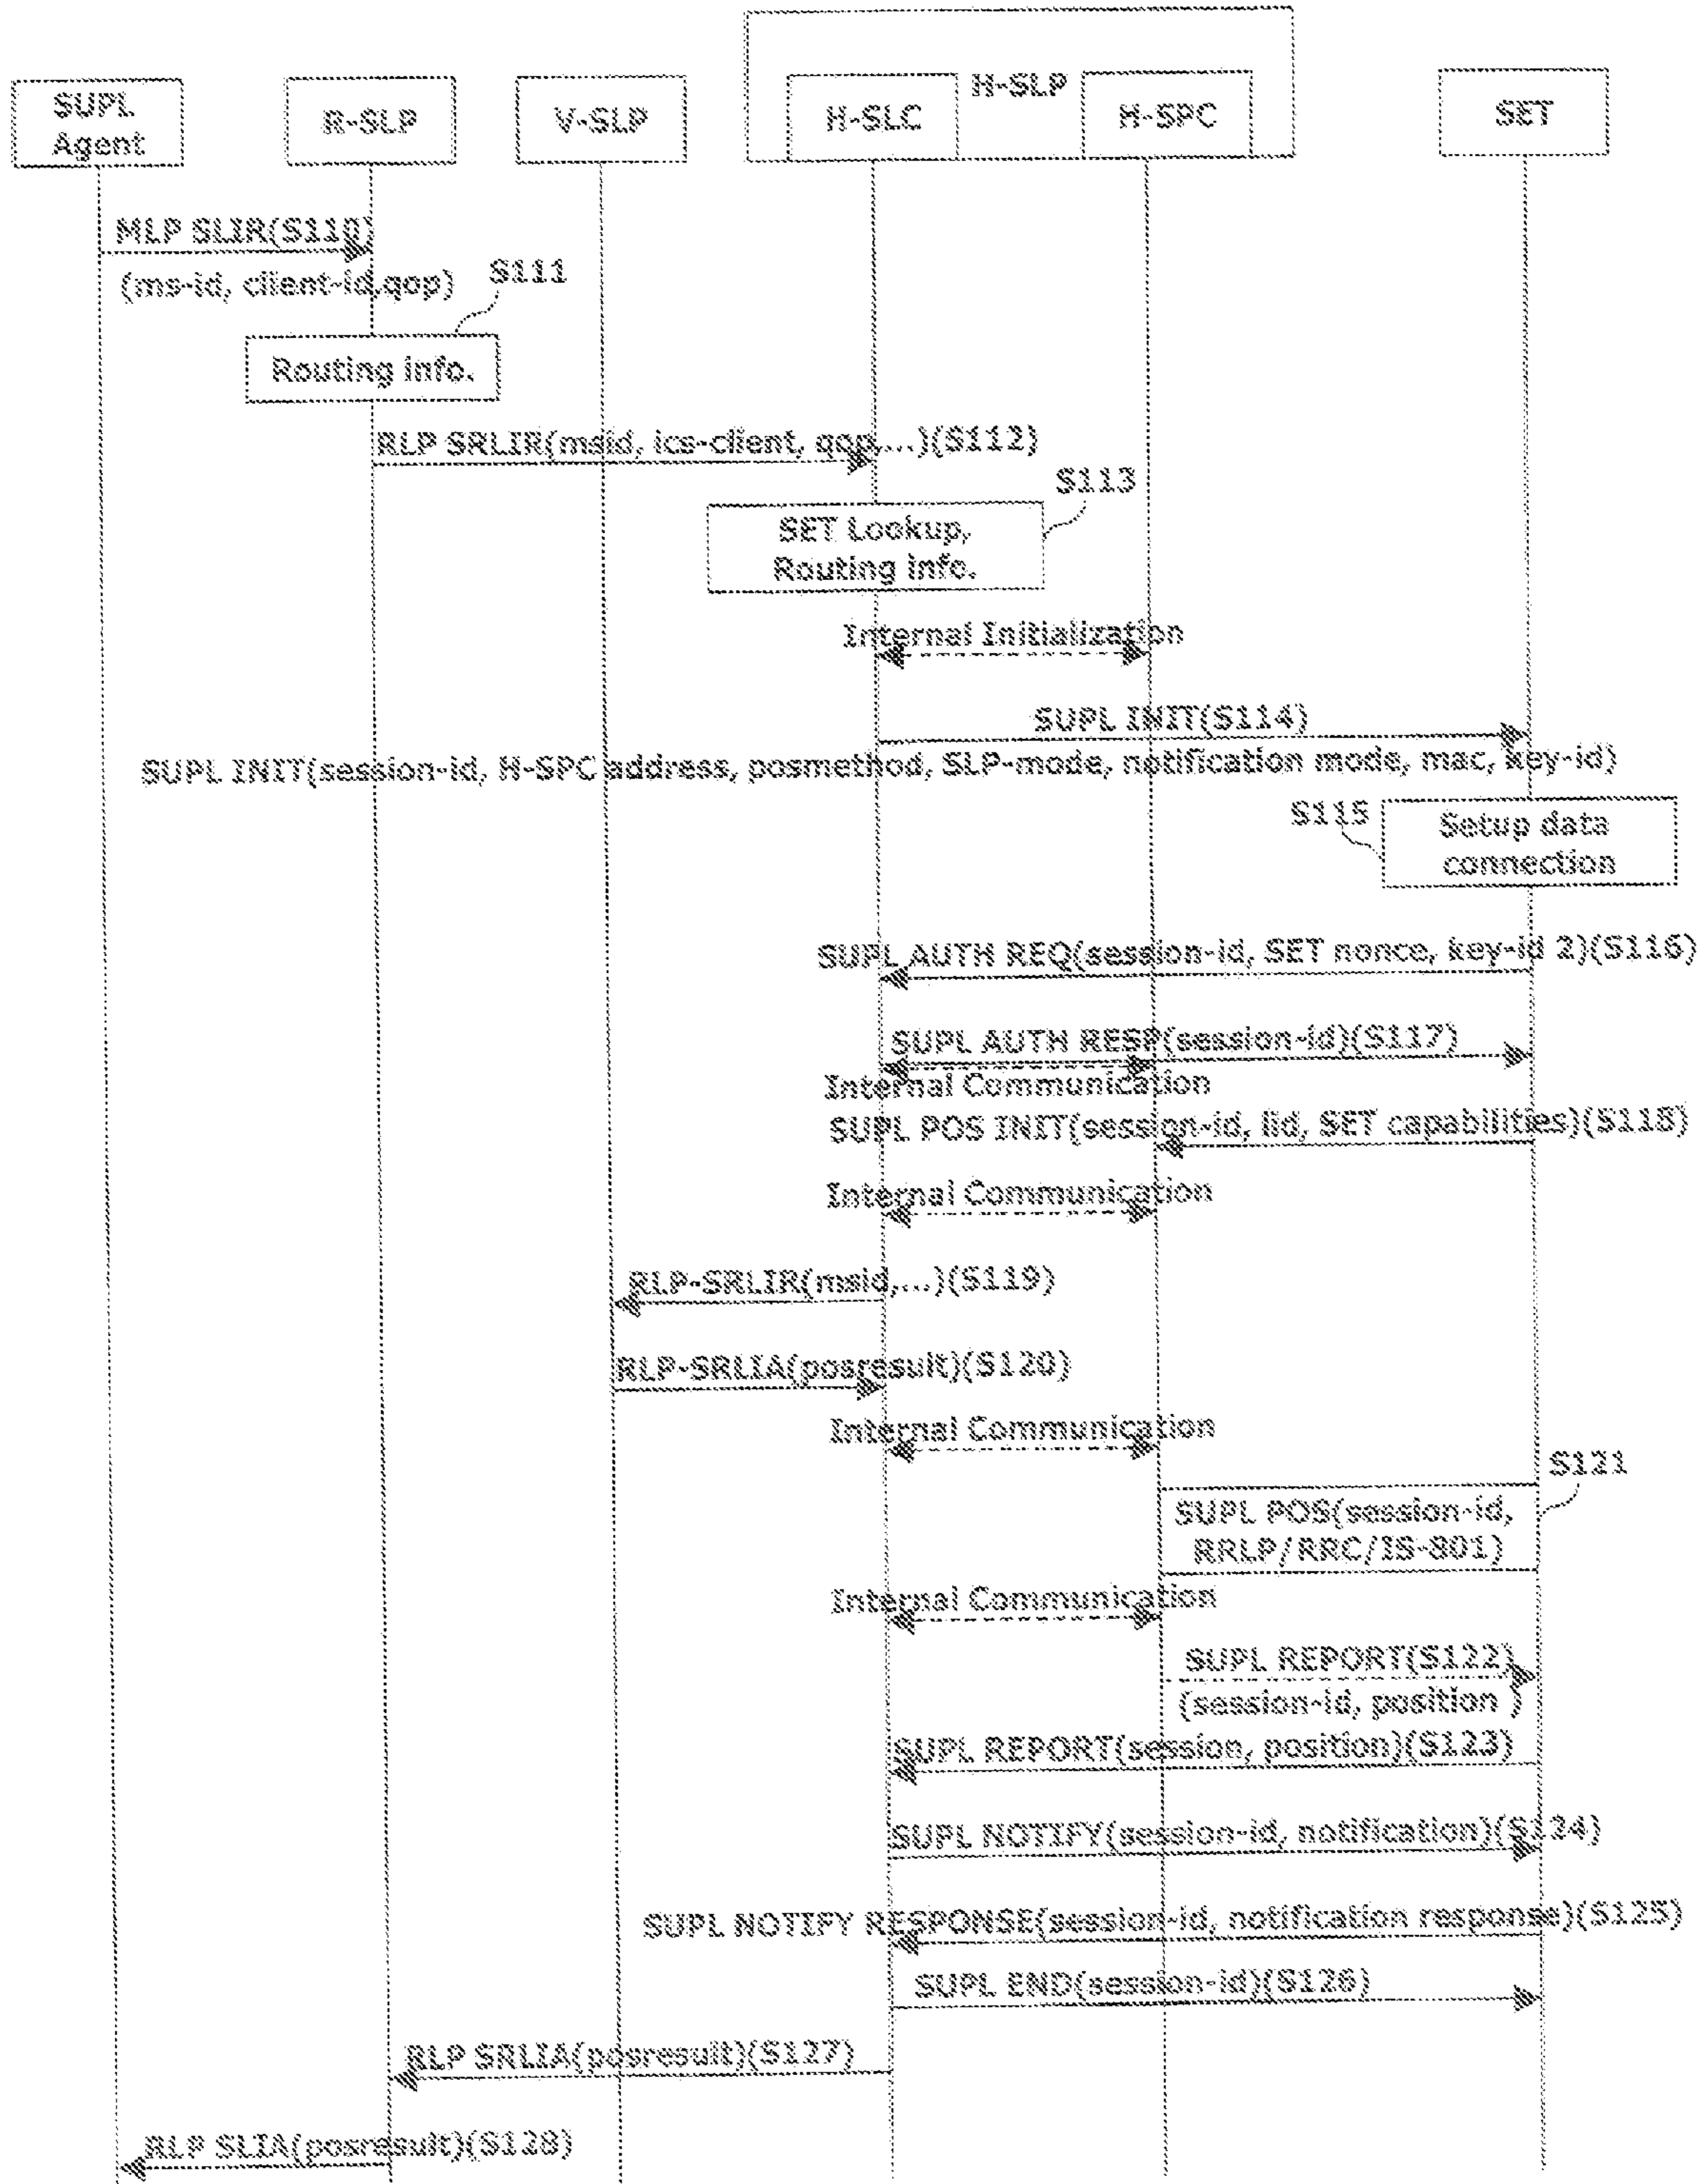 H-SLP
SUPL
Agent
R-SLP
V-SLP
H-SLC
H-SPC
SET
MLP SLIR(S110)
(ms-id, client-id,qop)
S111
Routing info.
RLP SRLIR(msid, ics-client, qop,...)(S112)
S113
SET Lookup,
Routing info.
Internal Initialization
SUPL INIT(S114)
SUPL INIT(session-id, H-SPC address, posmethod, SLP-mode, notification mode, mac, key-id)
S115
Setup data
connection
SUPL AUTH REQ(session-id, SET nonce, key-id 2)(S116)
SUPL AUTH RESP(session-id)(S117)
Internal Communication
SUPL POS INIT(session-id, lid, SET capabilities)(S118)
Internal Communication
RLP-SRLIR(msid,...)(S119)
RLP-SRLIA(posresult)(S120)
Internal Communication
S121
SUPL POS(session-id,
RRLP/RRC/IS-801)
Internal Communication
SUPL REPORT(S122)
(session-id, position )
SUPL REPORT(session, position)(S123)
SUPL NOTIFY(session-id, notification)(S124)
SUPL NOTIFY RESPONSE(session-id, notification response)(S125)
SUPL END(session-id)(S126)
RLP SRLIA(posresult)(S127)
RLP SLIA(posresult)(S128)